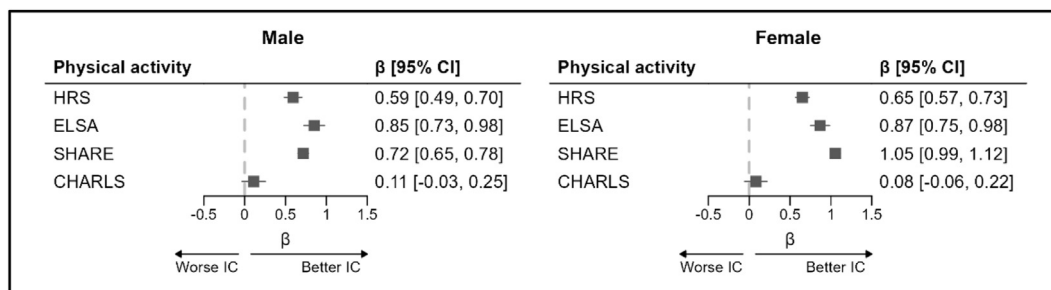 Male
Physical activity β [95% CI]
HRS 0.59 [0.49, 0.70]
ELSA 0.85 [0.73, 0.98]
SHARE 0.72 [0.65, 0.78]
CHARLS 0.11 [-0.03, 0.25]
-0.5 0 0.5 1 1.5
β
Worse IC Better IC
Female
Physical activity β [95% CI]
HRS 0.65 [0.57, 0.73]
ELSA 0.87 [0.75, 0.98]
SHARE 1.05 [0.99, 1.12]
CHARLS 0.08 [-0.06, 0.22]
-0.5 0 0.5 1 1.5
β
Worse IC Better IC